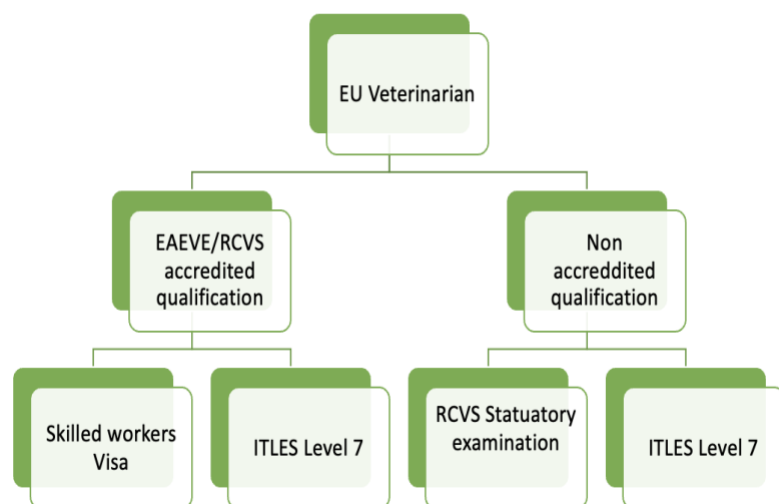 EU Veterinarian
EAEVE/RCVS
accredited
qualification
Non
accreddited
qualification
Skilled workers
Visa
ITLES Level 7
RCVS Statuatory
examination
ITLES Level 7